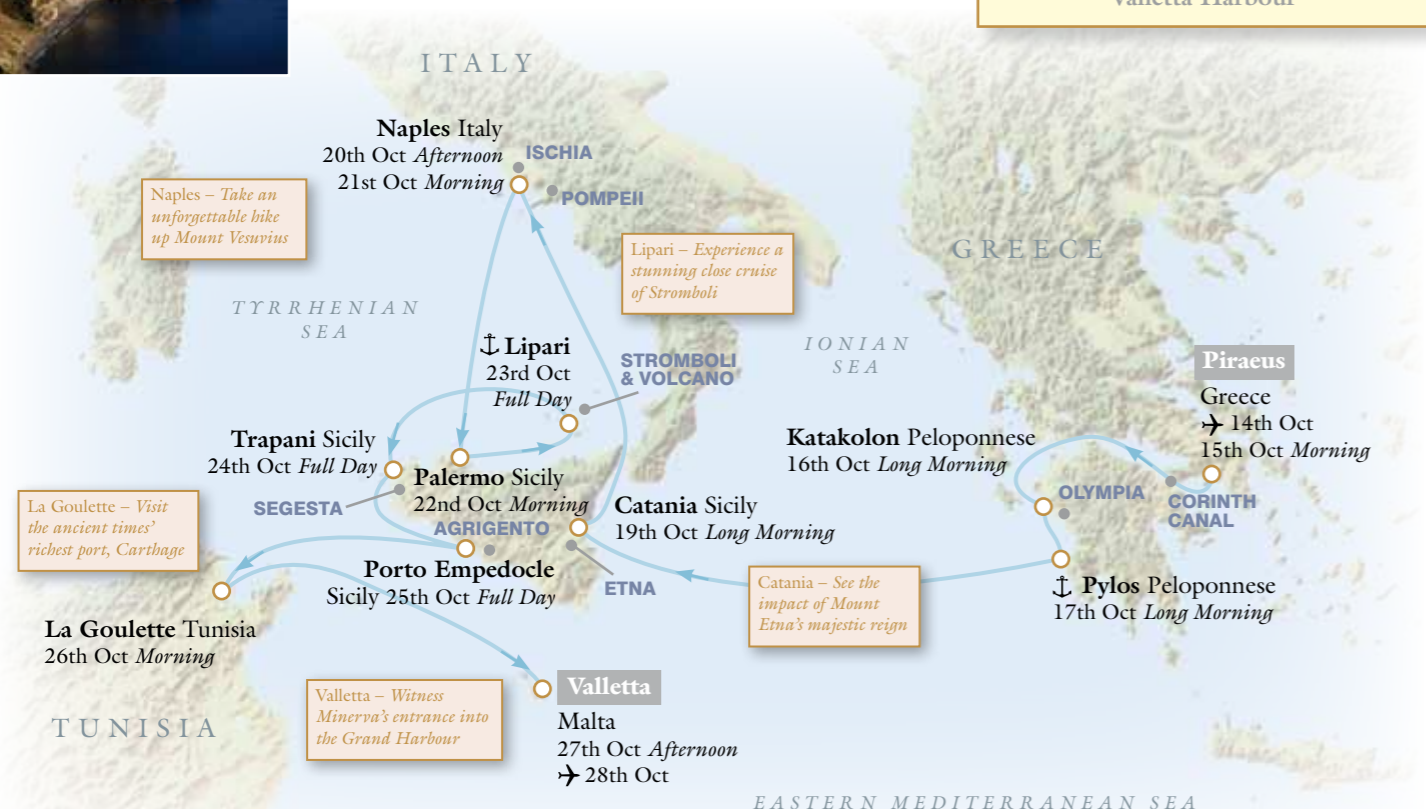 Valletta Harbour
ITALY
Naples Italy
20th Oct Afternoon
21st Oct Morning
ISCHIA
POMPEII
Naples – Take an
unforgettable hike
up Mount Vesuvius
Lipari – Experience a
stunning close cruise
of Stromboli
GREECE
TYRRHENIAN
SEA
IONIAN
SEA
Lipari
23rd Oct
Full Day
STROMBOLI
& VOLCANO
Piraeus
Greece
14th Oct
15th Oct Morning
Katakolon Peloponnese
16th Oct Long Morning
Trapani Sicily
24th Oct Full Day
Palermo Sicily
22nd Oct Morning
SEGESTA
AGRIGENTO
Catania Sicily
19th Oct Long Morning
OLYMPIA
CORINTH
CANAL
La Goulette – Visit
the ancient times’
richest port, Carthage
Porto Empedocle
Sicily 25th Oct Full Day
ETNA
Catania – See the
impact of Mount
Etna’s majestic reign
Pylos Peloponnese
17th Oct Long Morning
La Goulette Tunisia
26th Oct Morning
Valletta – Witness
Minerva’s entrance into
the Grand Harbour
Valletta
Malta
27th Oct Afternoon
28th Oct
TUNISIA
EASTERN MEDITERRANEAN SEA